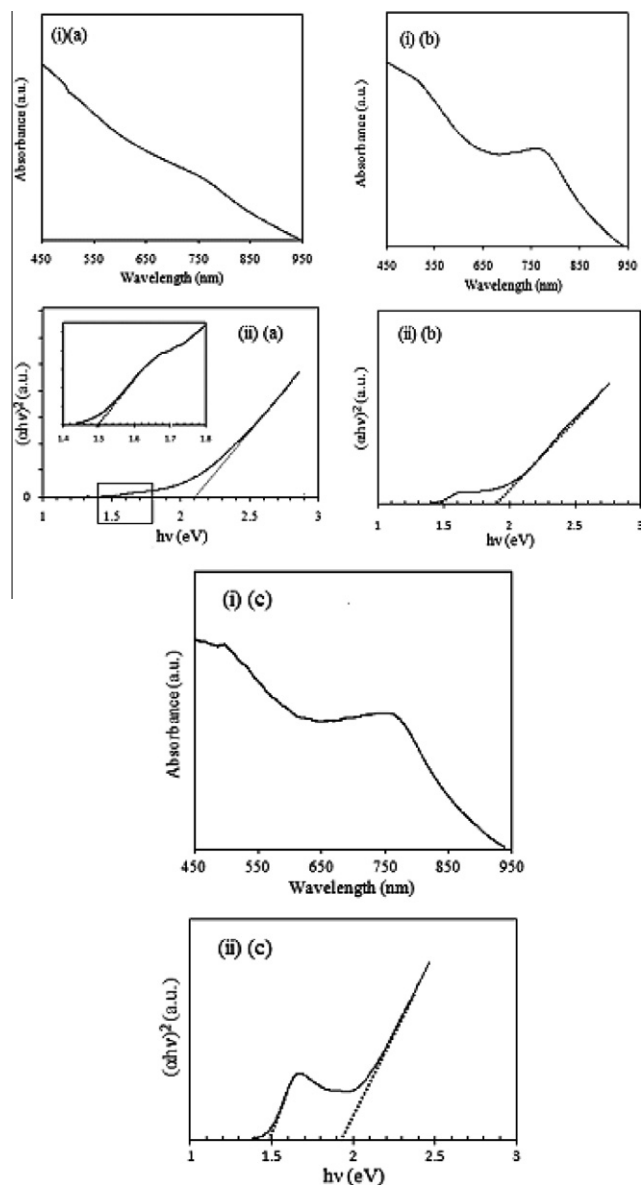 (i)(a)
Absorbance (a.u.)
450 550 650 750 850 950
Wavelength (nm)
(i) (b)
Absorbance (a.u.)
450 550 650 750 850 950
Wavelength (nm)
(ii) (a)
(αhν)² (a.u.)
0
1.4 1.5 1.6 1.7 1.8
1 1.5 2 2.5 3
hν (eV)
(ii) (b)
(αhν)² (a.u.)
1 1.5 2 2.5 3
hν (eV)
(i) (c)
Absorbance (a.u.)
450 550 650 750 850 950
Wavelength (nm)
(ii) (c)
(αhν)² (a.u.)
1 1.5 2 2.5 3
hν (eV)